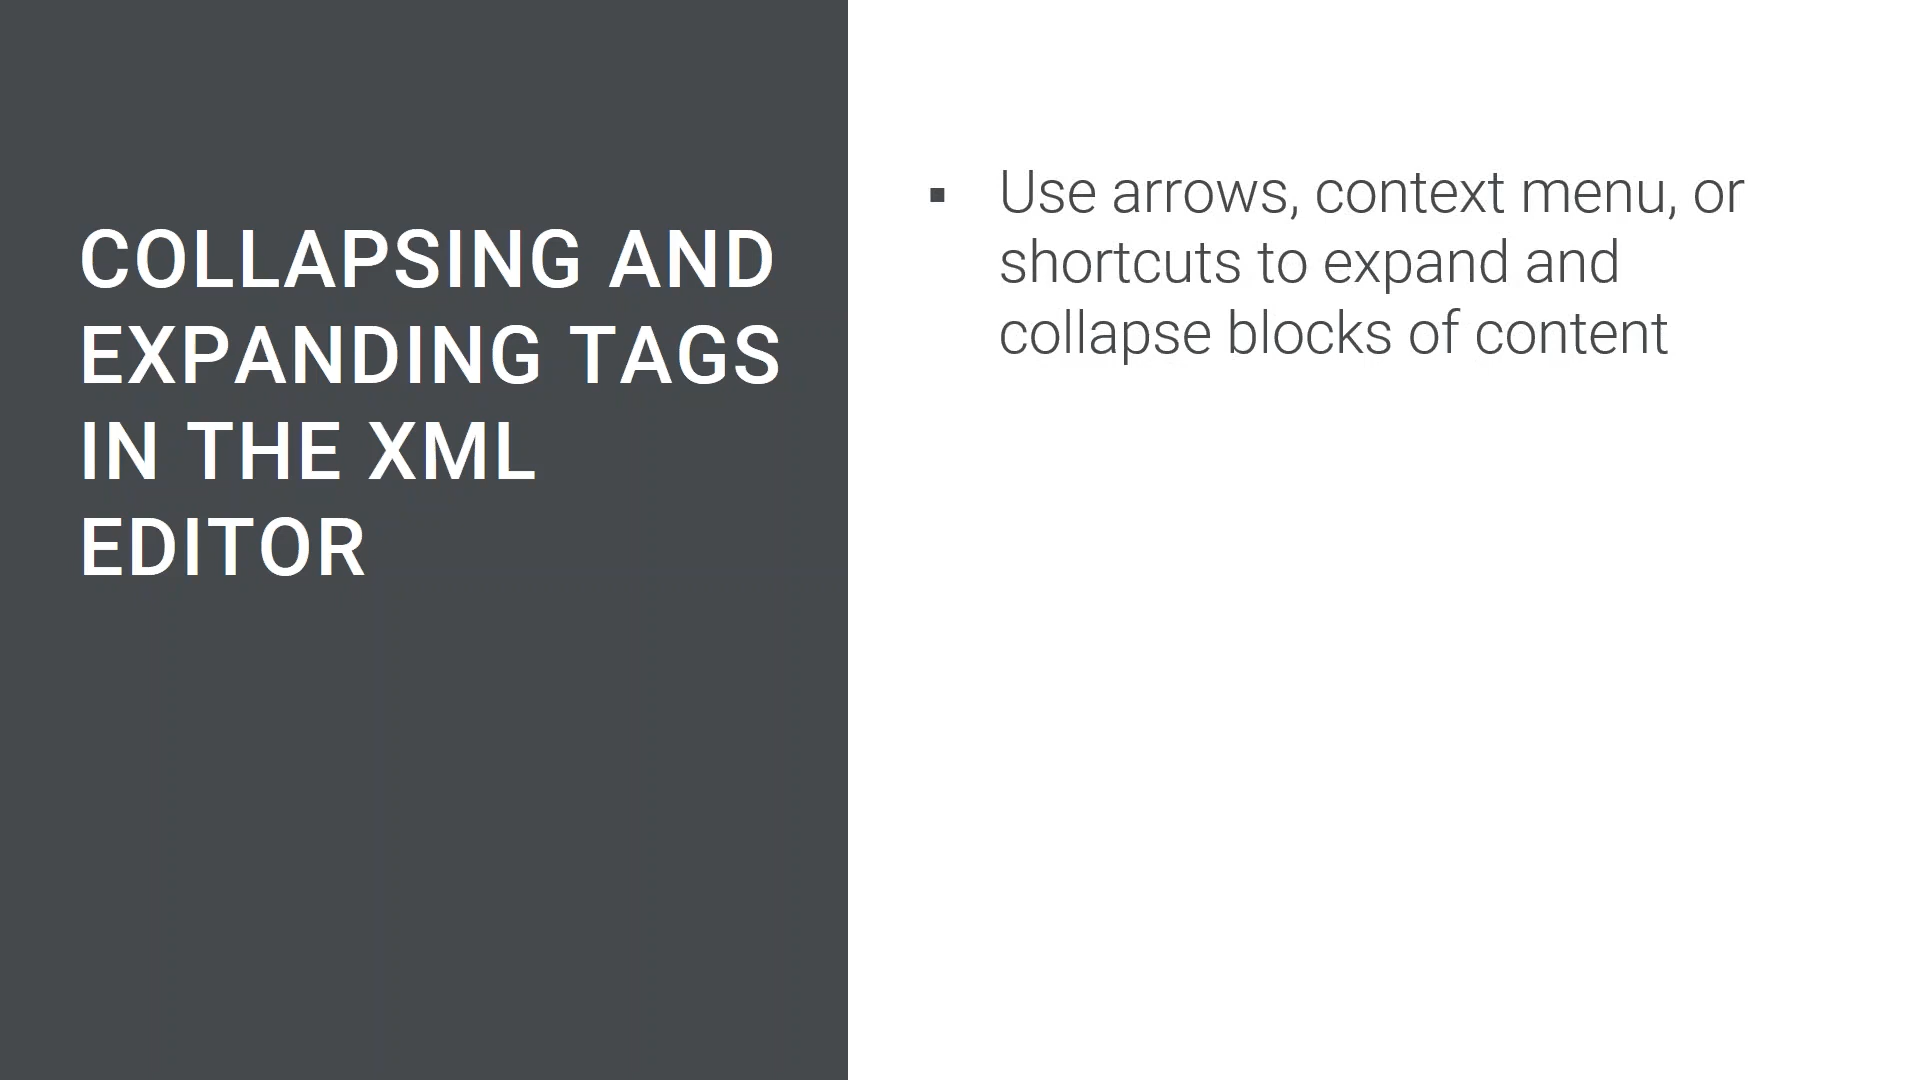 COLLAPSING AND
EXPANDING TAGS
IN THE XML
EDITOR
▪ Use arrows, context menu, or
shortcuts to expand and
collapse blocks of content